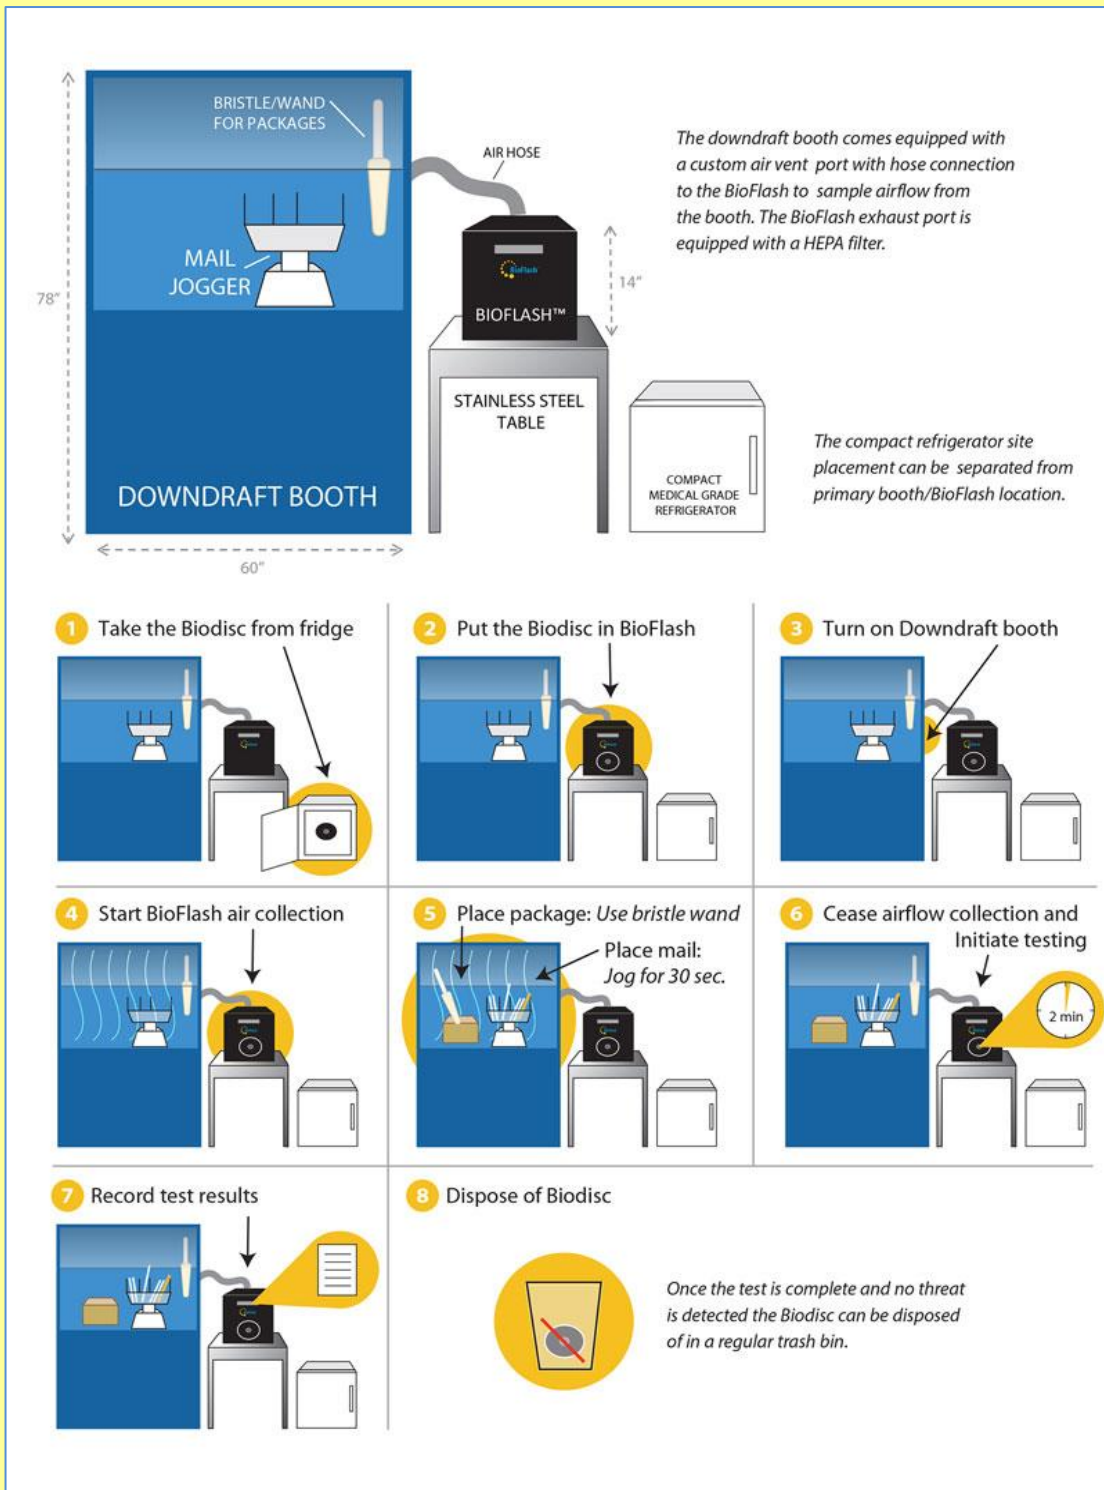 BRISTLE/WAND
FOR PACKAGES
AIR HOSE
The downdraft booth comes equipped with
a custom air vent port with hose connection
to the BioFlash to sample airflow from
the booth. The BioFlash exhaust port is
equipped with a HEPA filter.
MAIL
JOGGER
78"
BioFlash
BIOFLASH™
14"
STAINLESS STEEL
TABLE
COMPACT
MEDICAL GRADE
REFRIGERATOR
The compact refrigerator site
placement can be separated from
primary booth/BioFlash location.
DOWNDRAFT BOOTH
60"
1 Take the Biodisc from fridge
2 Put the Biodisc in BioFlash
3 Turn on Downdraft booth
4 Start BioFlash air collection
5 Place package: Use bristle wand
Place mail:
Jog for 30 sec.
6 Cease airflow collection and
Initiate testing
2 min
7 Record test results
8 Dispose of Biodisc
Once the test is complete and no threat
is detected the Biodisc can be disposed
of in a regular trash bin.